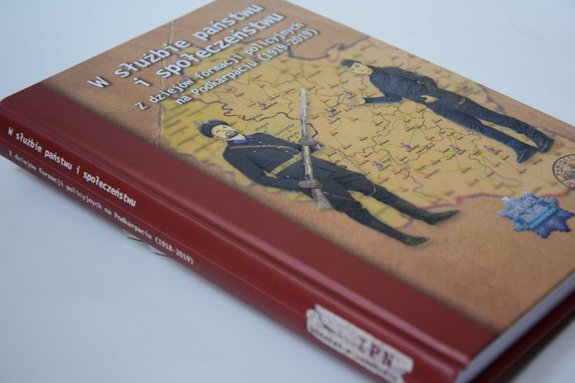 W służbie państwu
i społeczeństwu
Z dziejów formacji policyjnych
na Podkarpaciu (1918-2019)
W służbie państwu i społeczeństwu
Z dziejów formacji policyjnych na Podkarpaciu (1918-2019)
IPN